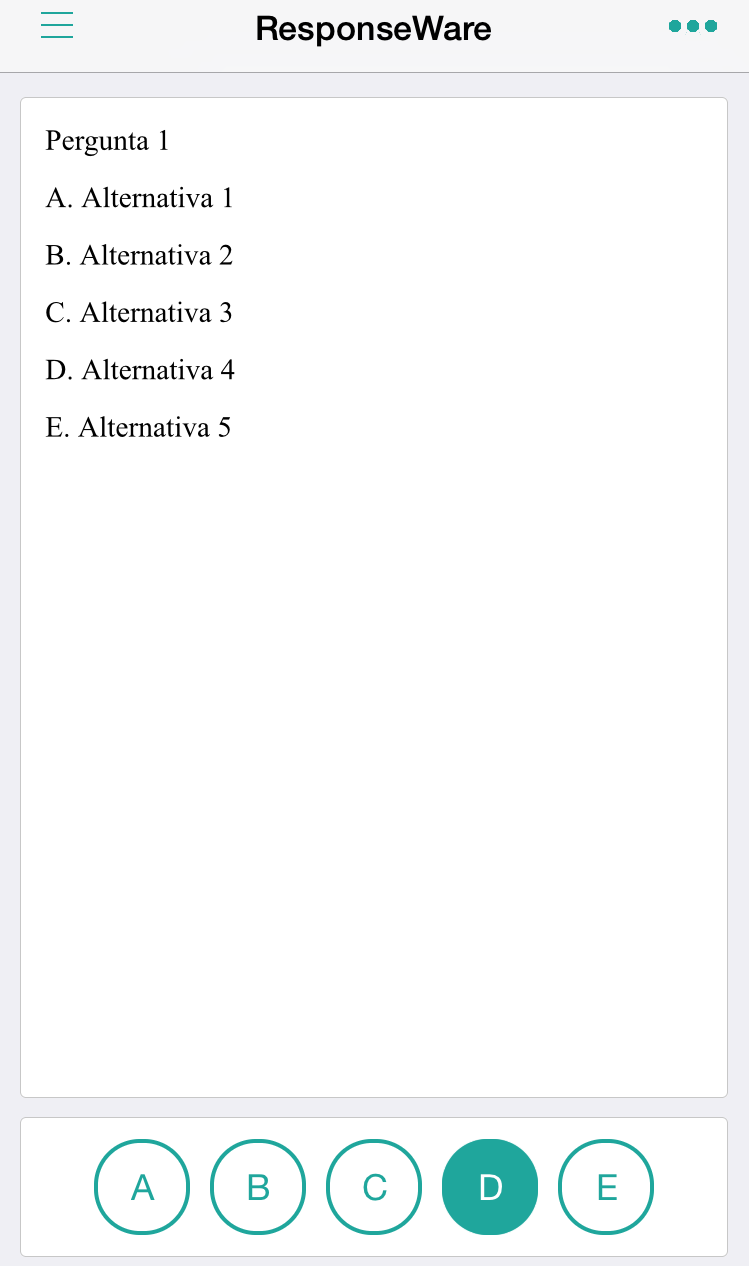 ResponseWare
Pergunta 1
A. Alternativa 1
B. Alternativa 2
C. Alternativa 3
D. Alternativa 4
E. Alternativa 5
A B C D E